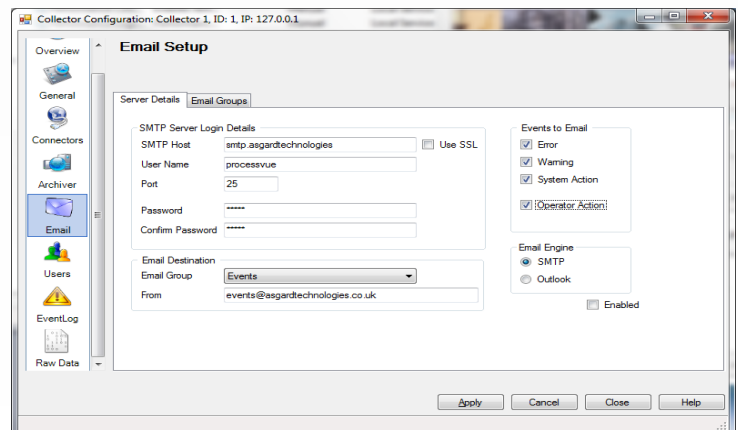 Collector Configuration: Collector 1, ID: 1, IP: 127.0.0.1
Overview
General
Connectors
Archiver
Email
Users
EventLog
Raw Data
Email Setup
Server Details
Email Groups
SMTP Server Login Details
SMTP Host smtp.asgardtechnologies Use SSL
User Name processvue
Port 25
Password *****
Confirm Password *****
Email Destination
Email Group Events
From events@asgardtechnologies.co.uk
Events to Email
Error
Warning
System Action
Operator Action
Email Engine
SMTP
Outlook
Enabled
Apply Cancel Close Help